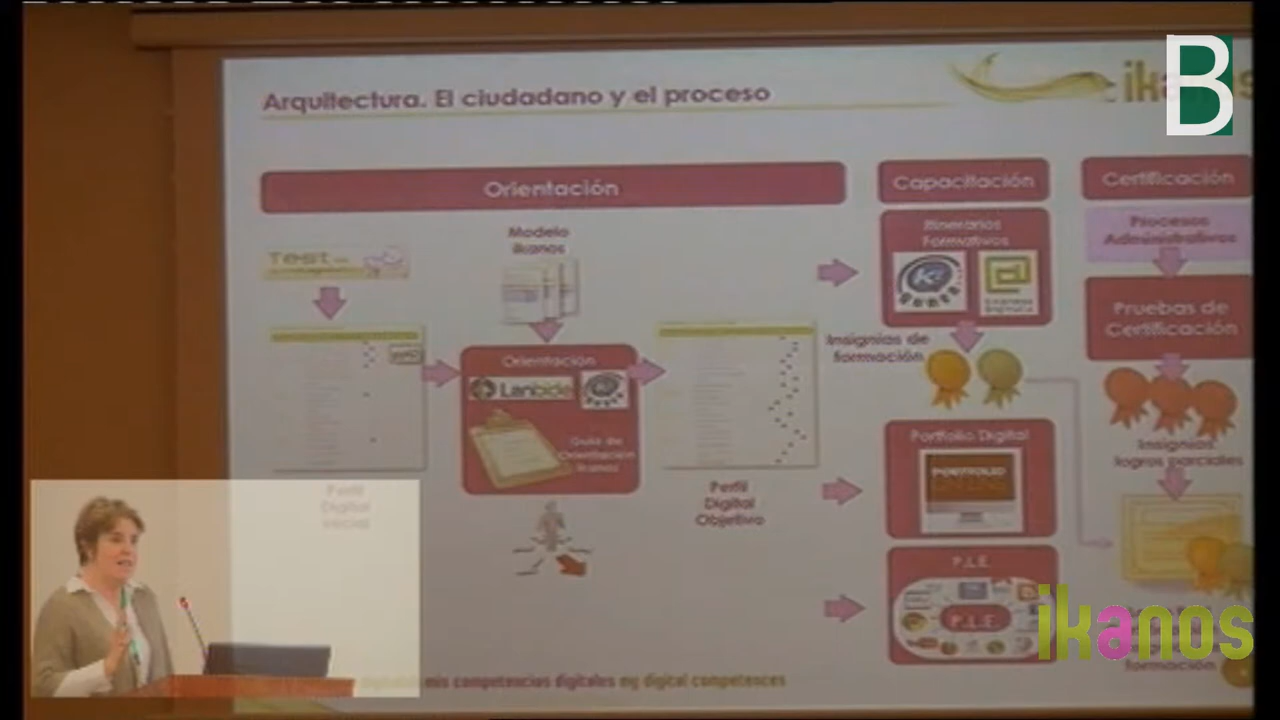 Arquitectura. El ciudadano y el proceso
ikanos
B
Orientación
Capacitación
Certificación
Test
Modelo
ikanos
Itinerarios
Formativos
Procesos
Administrativos
Pruebas de
Certificación
Orientación
Lanbide
Guía de
Orientación
ikanos
Insignias de
formación
Portfolio Digital
PORTFOLIO
Insignias
logros parciales
Perfil
Digital
Inicial
Perfil
Digital
Objetivo
P.L.E.
P.L.E.
ikanos
formación
mis competencias digitales my digital competences